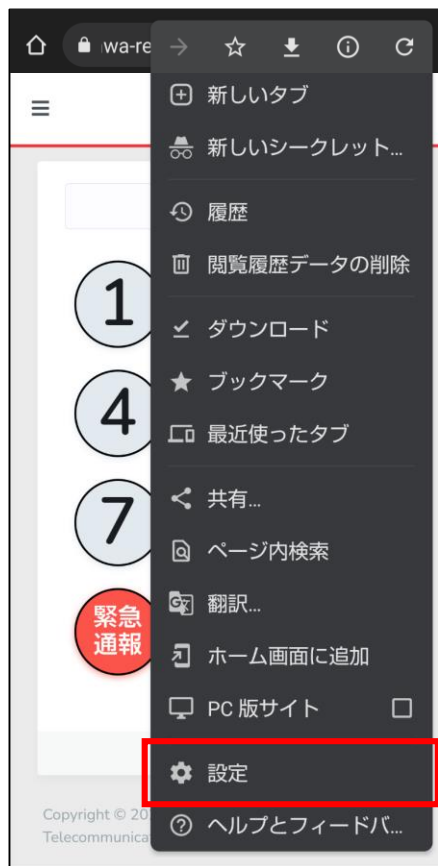 wa-re
新しいタブ
新しいシークレット...
履歴
閲覧履歴データの削除
ダウンロード
ブックマーク
最近使ったタブ
共有...
ページ内検索
翻訳...
ホーム画面に追加
PC 版サイト
設定
ヘルプとフィードバ...
1
4
7
緊急
通報
Copyright © 20
Telecommunica